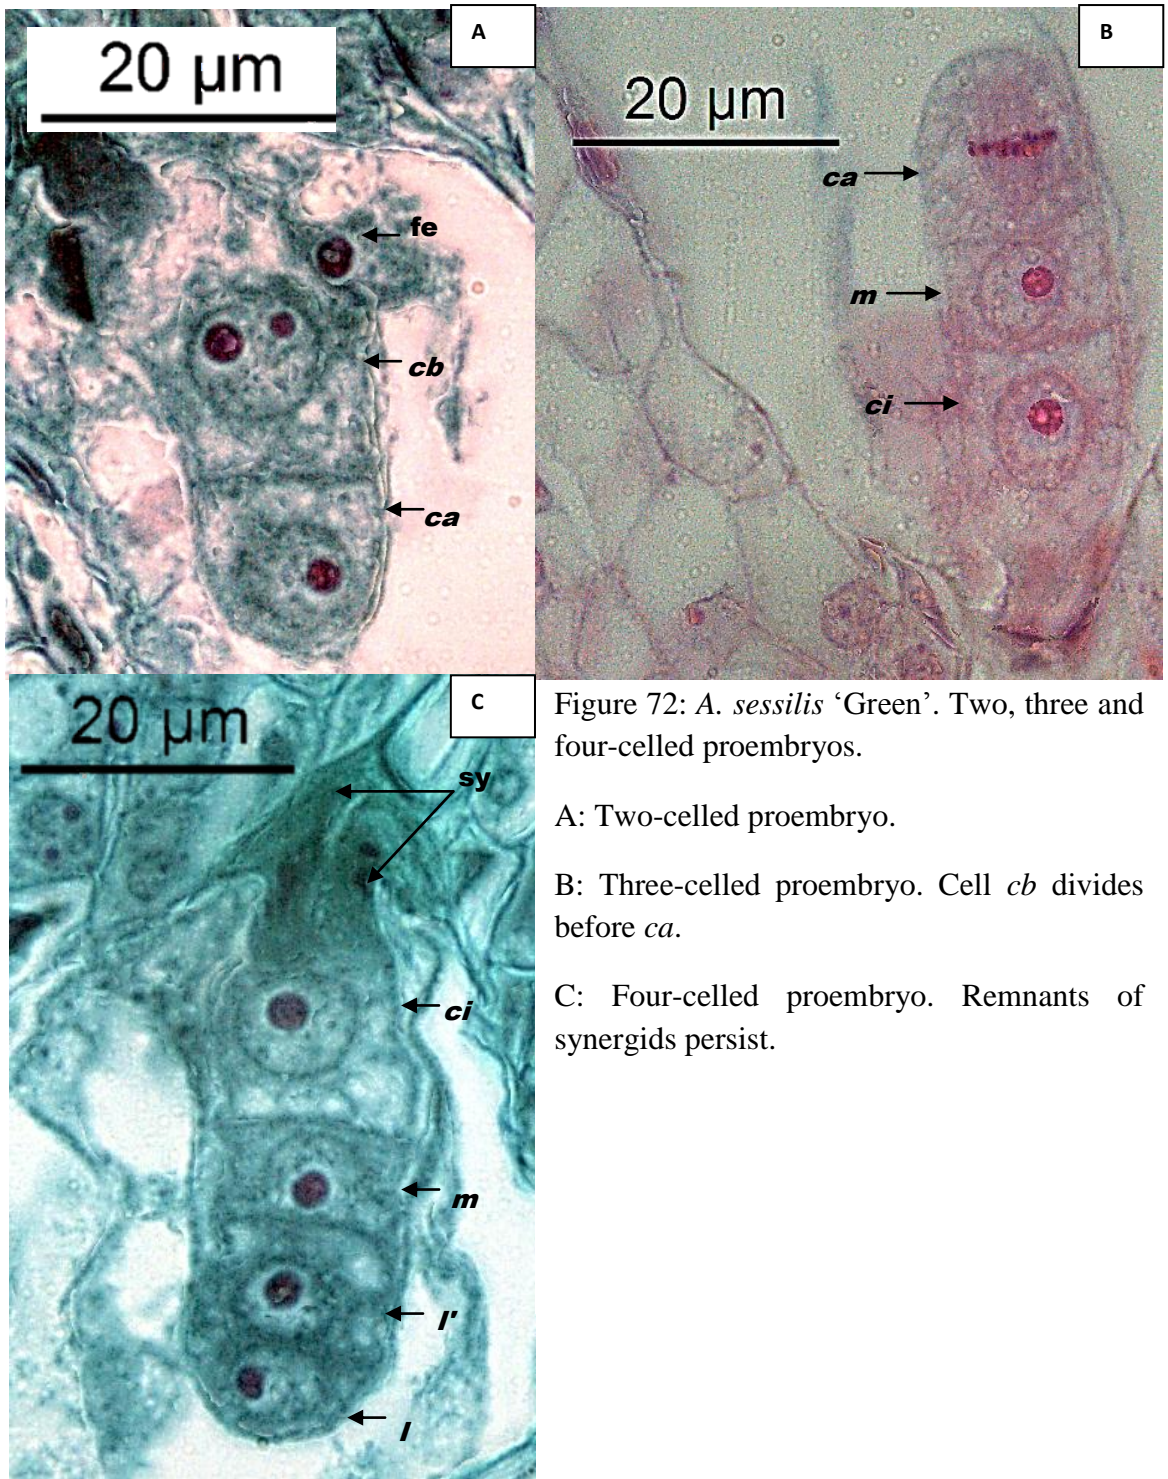 A
20 µm
fe
cb
ca
B
20 µm
ca
m
ci
C
20 µm
sy
ci
m
l'
l
Figure 72: A. sessilis ‘Green’. Two, three and
four-celled proembryos.
A: Two-celled proembryo.
B: Three-celled proembryo. Cell cb divides
before ca.
C: Four-celled proembryo. Remnants of
synergids persist.